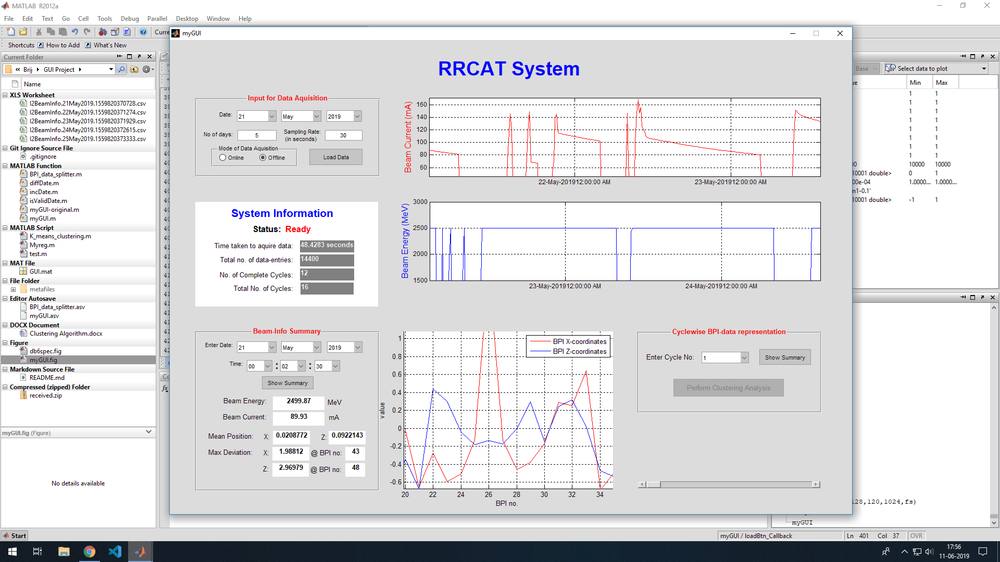 MATLAB R2012a
File Edit Text Go Cell Tools Debug Parallel Desktop Window Help
Curre
Shortcuts How to Add What's New
Current Folder
« Brij GUI Project
Name
XLS Worksheet
I2BeamInfo.21May2019.1559820370728.csv
I2BeamInfo.22May2019.1559820371274.csv
I2BeamInfo.23May2019.1559820371929.csv
I2BeamInfo.24May2019.1559820372615.csv
I2BeamInfo.25May2019.1559820373333.csv
Git Ignore Source File
.gitignore
MATLAB Function
BPI_data_splitter.m
diffDate.m
incDate.m
isValidDate.m
myGUI-original.m
myGUI.m
MATLAB Script
K_means_clustering.m
Myreg.m
test.m
MAT File
GUI.mat
File Folder
metafiles
Editor Autosave
BPI_data_splitter.asv
myGUI.asv
DOCX Document
Clustering Algorithm.docx
Figure
db6spec.fig
myGUI.fig
Markdown Source File
README.md
Compressed (zipped) Folder
received.zip
myGUI.fig (Figure)
No details available
Start
myGUI
RRCAT System
Input for Data Aquisition
Date: 21 May 2019
No of days: 5 Sampling Rate: (in seconds) 30
Mode of Data Aquisition
Online Offline
Load Data
System Information
Status: Ready
Time taken to aquire data: 48.4283 seconds
Total no. of data-entries: 14400
No. of Complete Cycles: 12
Total No. of Cycles: 16
Beam-Info Summary
Enter Date: 21 May 2019
Time: 00 : 02 : 30
Show Summary
Beam Energy: 2499.87 MeV
Beam Current: 89.93 mA
Mean Position: X: 0.0208772 Z: 0.0922143
Max Deviation: X: 1.98812 @ BPI no: 43
Z: 2.96979 @ BPI no: 48
Beam Current (mA)
160
140
120
100
80
60
22-May-201912:00:00 AM 23-May-201912:00:00 AM
Beam Energy (MeV)
3000
2500
2000
1500
23-May-201912:00:00 AM 24-May-201912:00:00 AM
value
1
0.8
0.6
0.4
0.2
0
-0.2
-0.4
-0.6
20 22 24 26 28 30 32 34
BPI no.
BPI X-coordinates
BPI Z-coordinates
Cyclewise BPI-data representation
Enter Cycle No: 1 Show Summary
Perform Clustering Analysis
Base Select data to plot
ue Min Max
1 1
1 1
1 1
1 1
1 1
1 1
1 1
1 1
00 10000 10000
10001 double> 0 1
00e-04 1.0000... 1.0000...
n1-0.1'
10001 double> -1 1
128,120,1024,fs)
myGUI
myGUI / loadBtn_Callback Ln 401 Col 37 OVR
17:56
11-06-2019